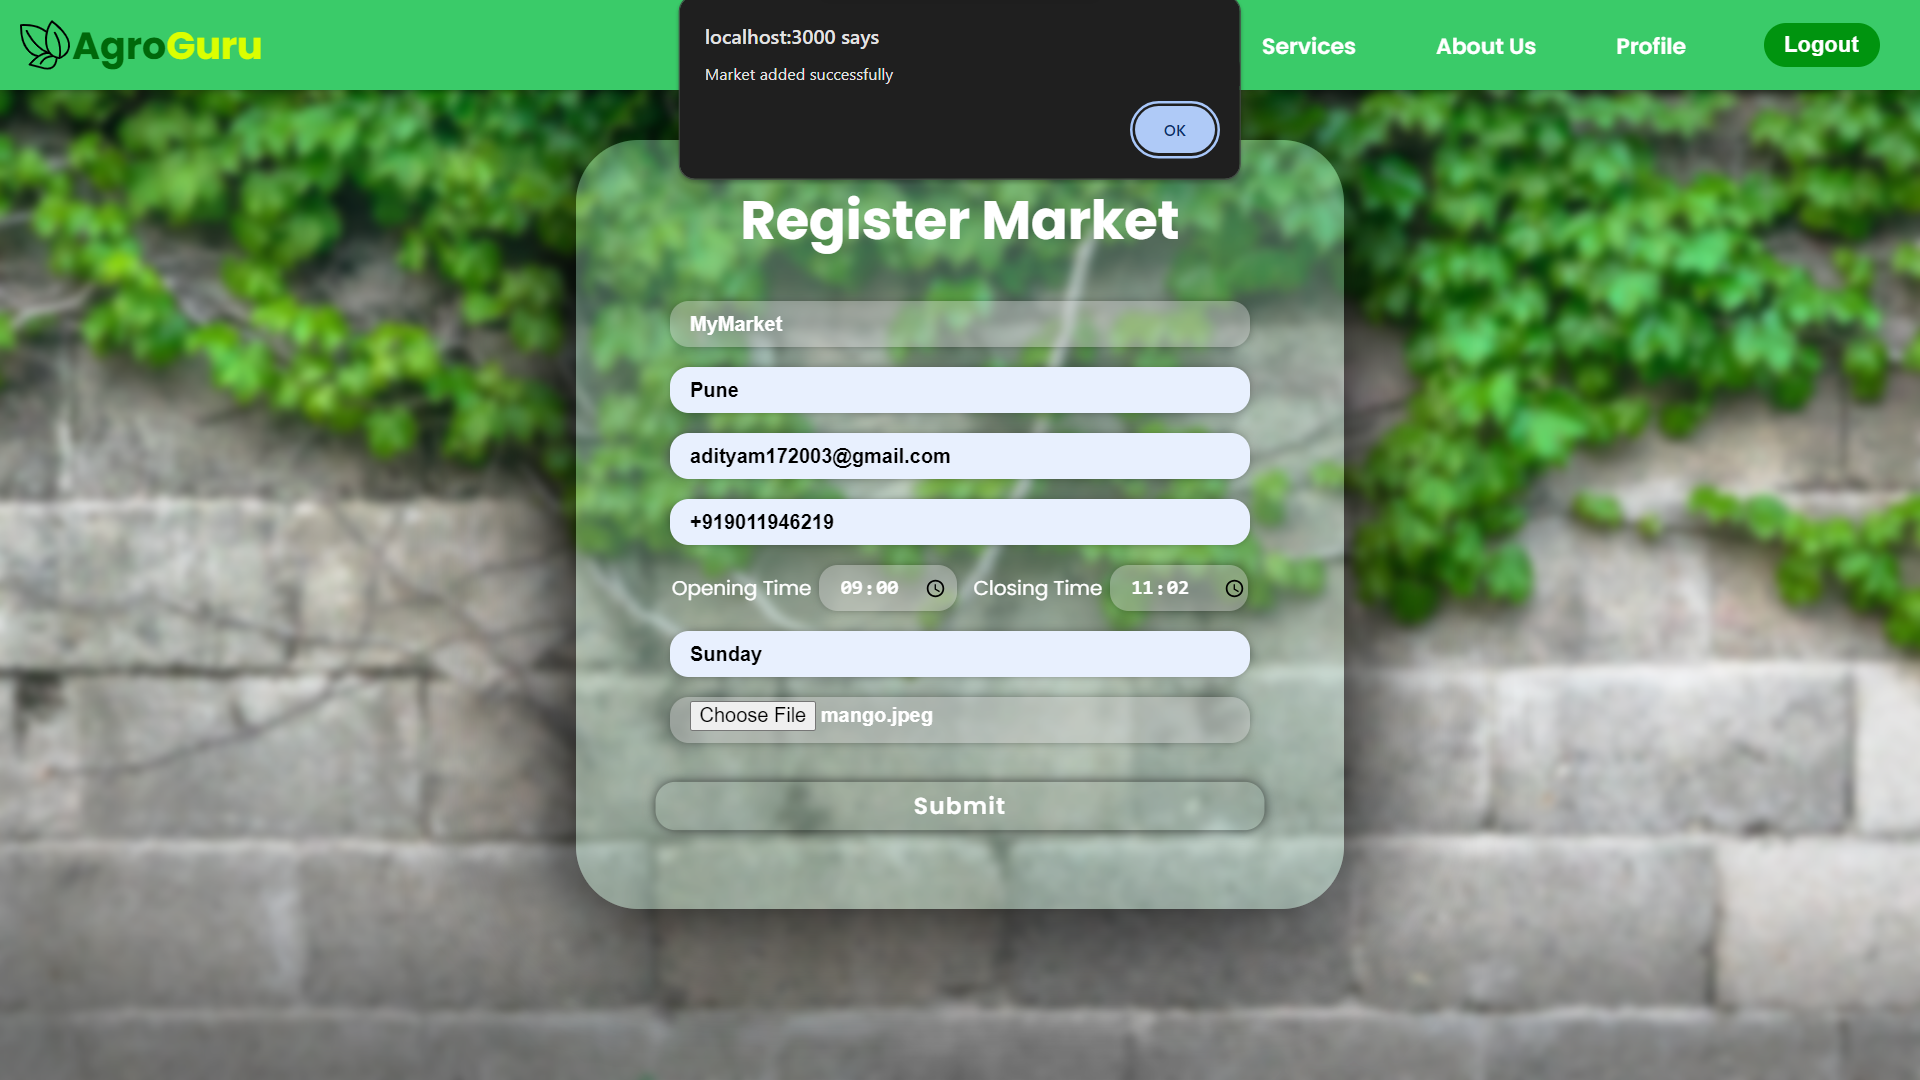 AgroGuru
localhost:3000 says
Market added successfully
OK
Services
About Us
Profile
Logout
Register Market
MyMarket
Pune
adityam172003@gmail.com
+919011946219
Opening Time 09:00 Closing Time 11:02
Sunday
Choose File mango.jpeg
Submit